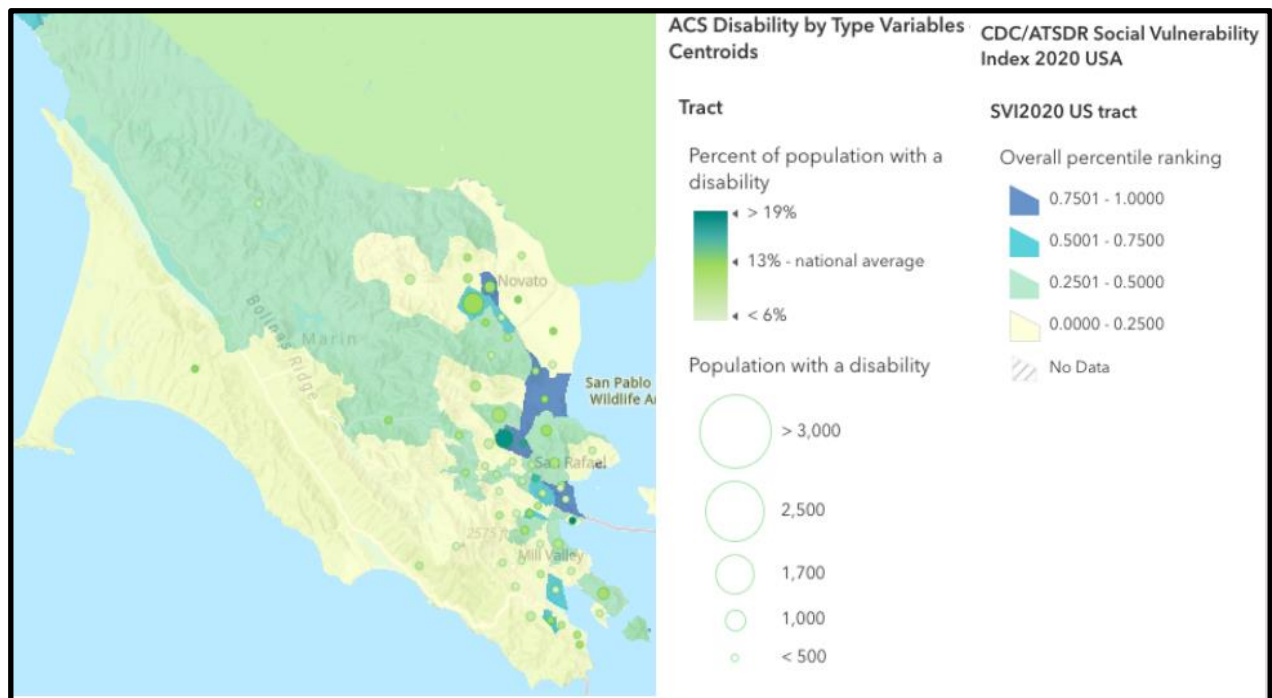 Novato
Bolinas Ridge
Marin
San Pablo
Wildlife
San Rafael
Mill Valley
ACS Disability by Type Variables
Centroids
Tract
Percent of population with a
disability
> 19%
13% - national average
< 6%
Population with a disability
> 3,000
2,500
1,700
1,000
< 500
CDC/ATSDR Social Vulnerability
Index 2020 USA
SVI2020 US tract
Overall percentile ranking
0.7501 - 1.0000
0.5001 - 0.7500
0.2501 - 0.5000
0.0000 - 0.2500
No Data